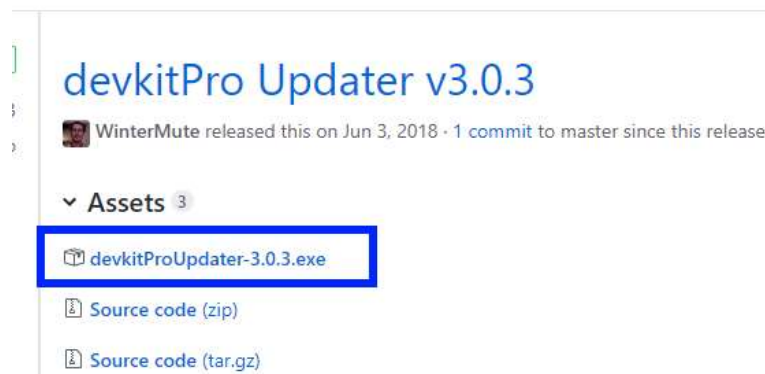 devkitPro Updater v3.0.3
WinterMute released this on Jun 3, 2018 · 1 commit to master since this release
Assets 3
devkitProUpdater-3.0.3.exe
Source code (zip)
Source code (tar.gz)